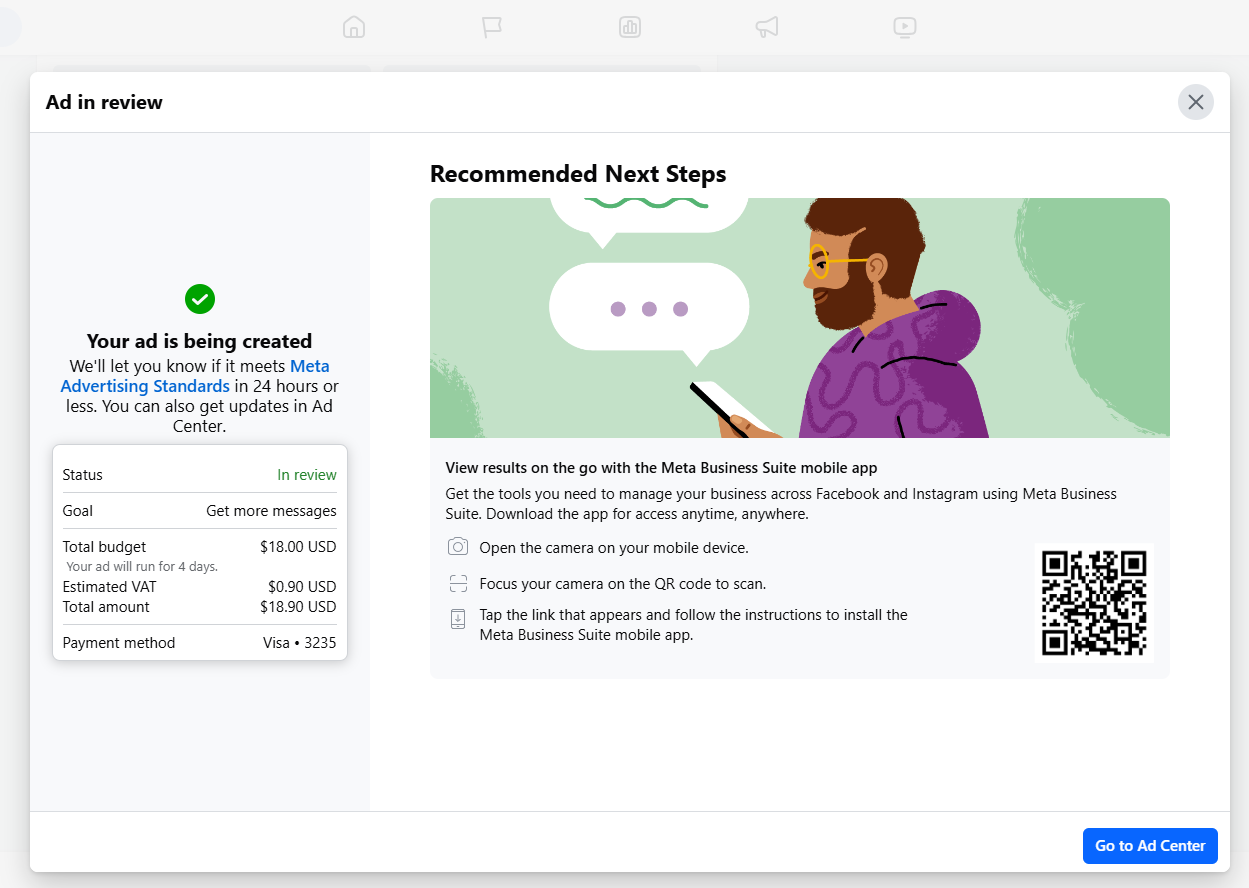 Ad in review
Your ad is being created
We'll let you know if it meets Meta
Advertising Standards in 24 hours or
less. You can also get updates in Ad
Center.
Status In review
Goal Get more messages
Total budget $18.00 USD
Your ad will run for 4 days.
Estimated VAT $0.90 USD
Total amount $18.90 USD
Payment method Visa • 3235
Recommended Next Steps
View results on the go with the Meta Business Suite mobile app
Get the tools you need to manage your business across Facebook and Instagram using Meta Business
Suite. Download the app for access anytime, anywhere.
Open the camera on your mobile device.
Focus your camera on the QR code to scan.
Tap the link that appears and follow the instructions to install the
Meta Business Suite mobile app.
Go to Ad Center